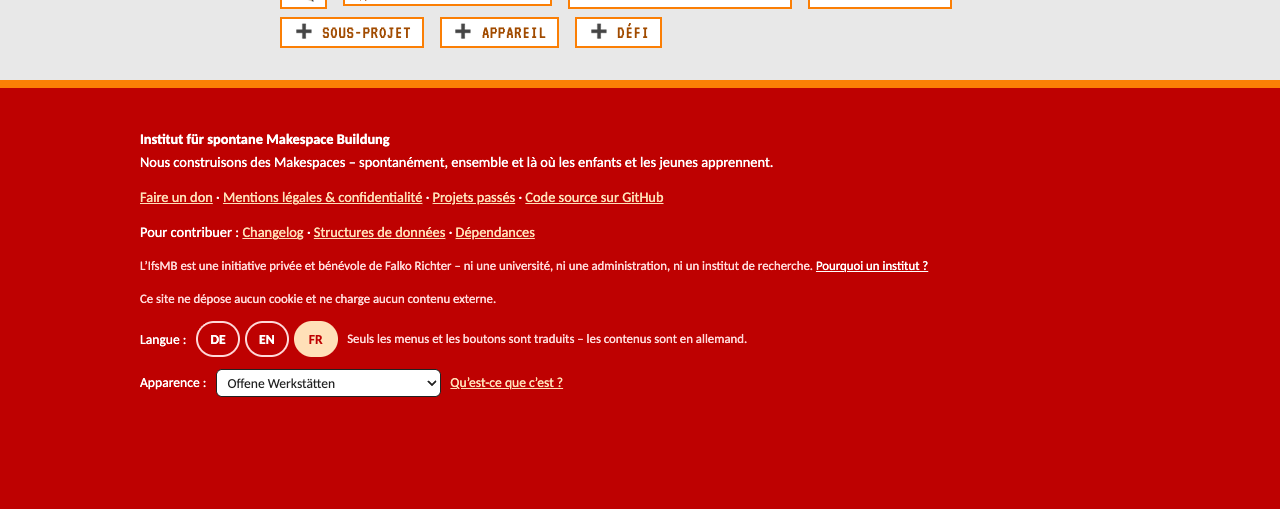 SOUS-PROJET
APPAREIL
DÉFI
Institut für spontane Makespace Buildung
Nous construisons des Makespaces – spontanément, ensemble et là où les enfants et les jeunes apprennent.
Faire un don · Mentions légales & confidentialité · Projets passés · Code source sur GitHub
Pour contribuer : Changelog · Structures de données · Dépendances
L'IfsMB est une initiative privée et bénévole de Falko Richter – ni une université, ni une administration, ni un institut de recherche. Pourquoi un institut ?
Ce site ne dépose aucun cookie et ne charge aucun contenu externe.
Langue : DE EN FR Seuls les menus et les boutons sont traduits – les contenus sont en allemand.
Apparence : Offene Werkstätten Qu'est-ce que c'est ?